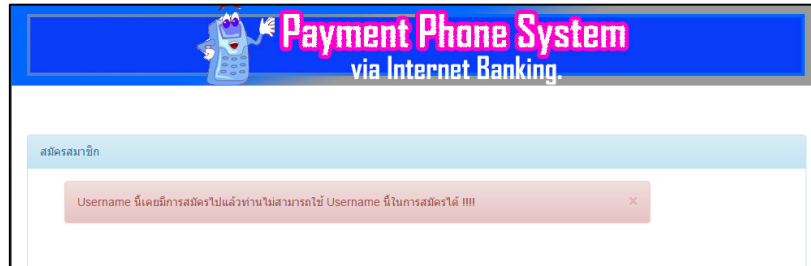 Payment Phone System
via Internet Banking.
สมัครสมาชิก
Username นี้เคยมีการสมัครไปแล้วท่านไม่สามารถใช้ Username นี้ในการสมัครได้ !!!!
×